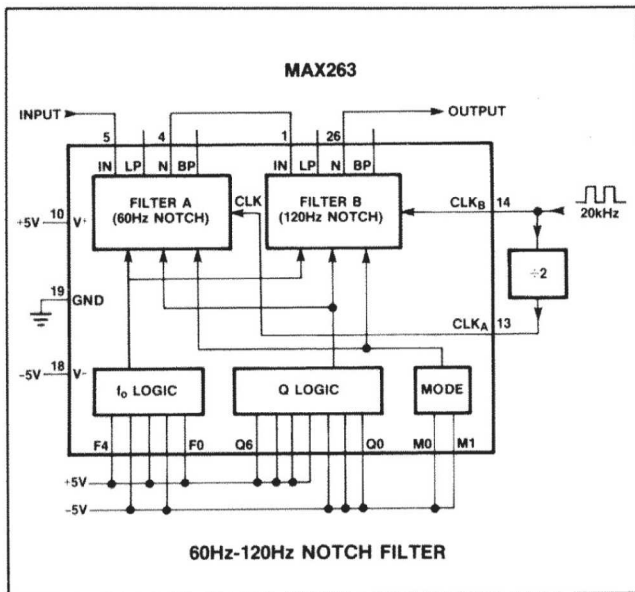 MAX263
INPUT
OUTPUT
5 4 1 26
IN LP N BP IN LP N BP
FILTER A
(60Hz NOTCH)
CLK
FILTER B
(120Hz NOTCH)
CLKB 14
20kHz
+5V 10 V+
÷2
19 GND
CLKA 13
-5V 18 V-
fo LOGIC
Q LOGIC
MODE
F4 F0 Q6 Q0 M0 M1
+5V
-5V
60Hz-120Hz NOTCH FILTER